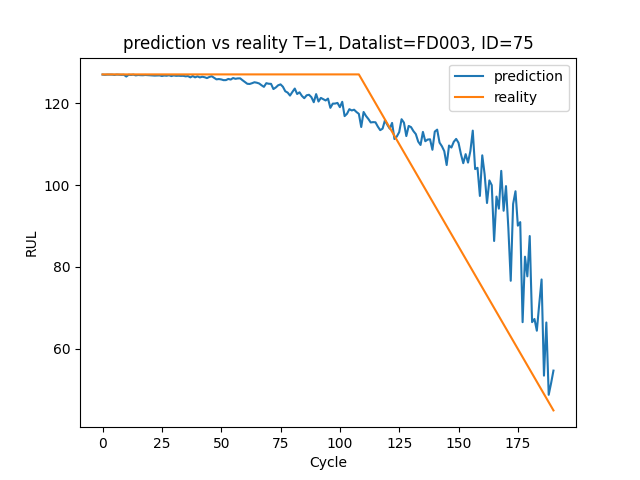 prediction vs reality T=1, Datalist=FD003, ID=75
prediction
reality
120
100
80
60
RUL
0 25 50 75 100 125 150 175
Cycle